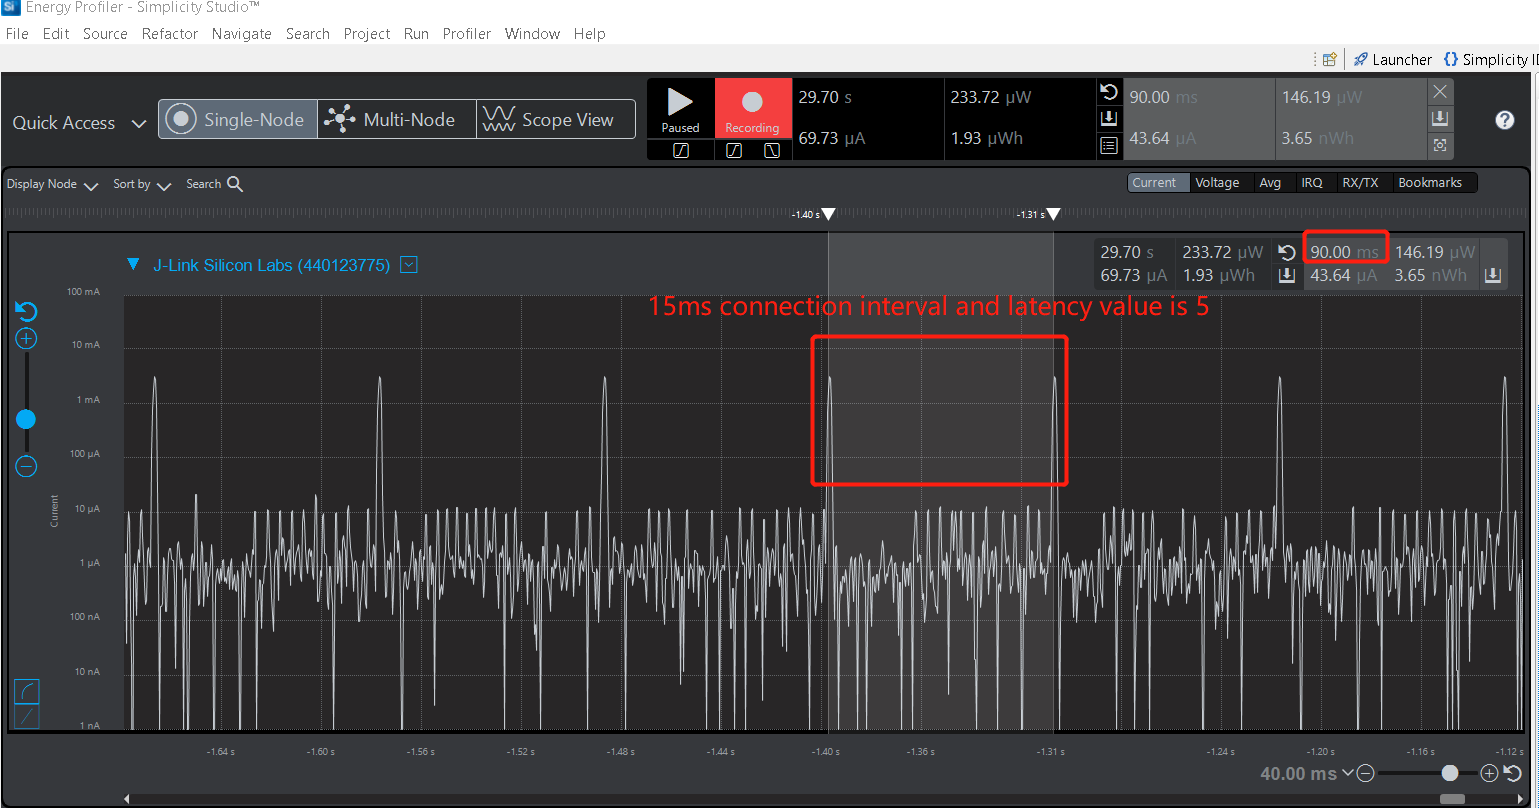 Energy Profiler - Simplicity Studio™
File Edit Source Refactor Navigate Search Project Run Profiler Window Help
Launcher {} Simplicity I
Quick Access
Single-Node
Multi-Node
Scope View
Paused
Recording
29.70 s 233.72 µW
69.73 µA 1.93 µWh
90.00 ms 146.19 µW
43.64 µA 3.65 nWh
Display Node Sort by Search
Current Voltage Avg IRQ RX/TX Bookmarks
-1.40 s -1.31 s
J-Link Silicon Labs (440123775)
29.70 s 233.72 µW 90.00 ms 146.19 µW
69.73 µA 1.93 µWh 43.64 µA 3.65 nWh
15ms connection interval and latency value is 5
100 mA
10 mA
1 mA
100 µA
10 µA
1 µA
100 nA
10 nA
1 nA
Current
-1.64 s -1.60 s -1.56 s -1.52 s -1.48 s -1.44 s -1.40 s -1.36 s -1.31 s -1.24 s -1.20 s -1.16 s -1.12 s
40.00 ms